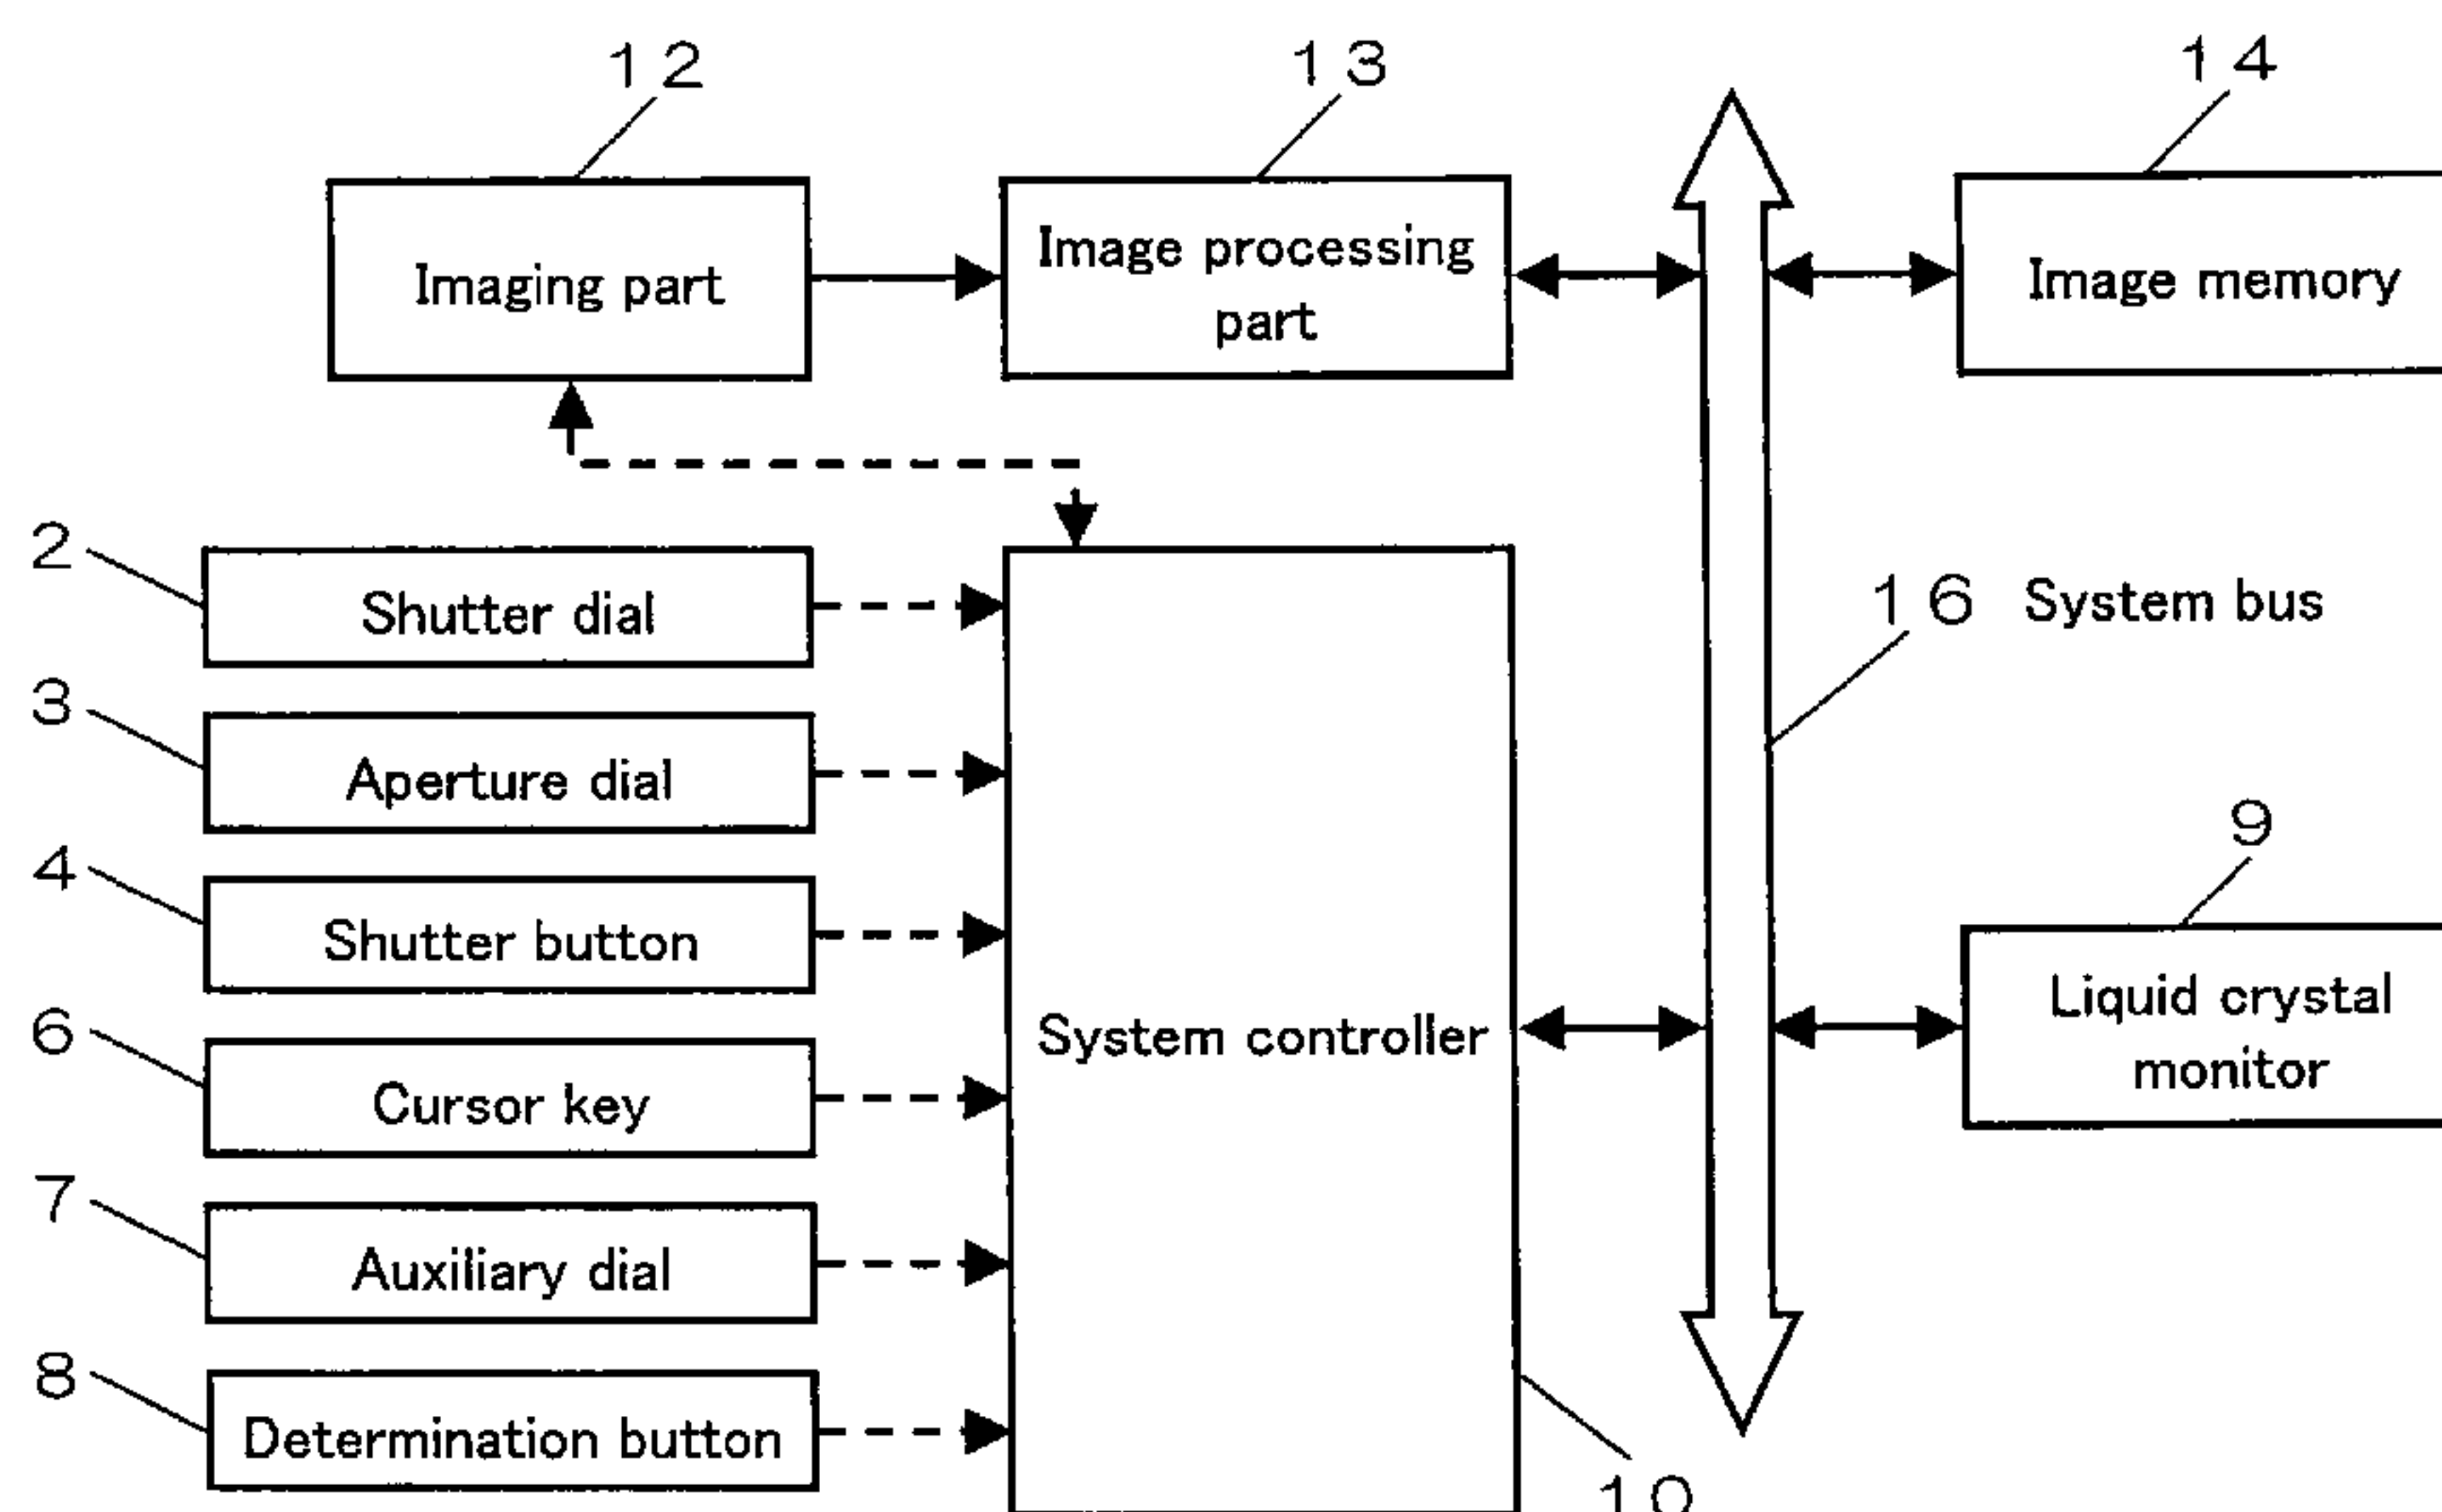 12
13
14
Imaging part
Image processing
part
Image memory
2
Shutter dial
16 System bus
3
Aperture dial
4
Shutter button
9
Liquid crystal
monitor
6
Cursor key
System controller
7
Auxiliary dial
8
Determination button
10